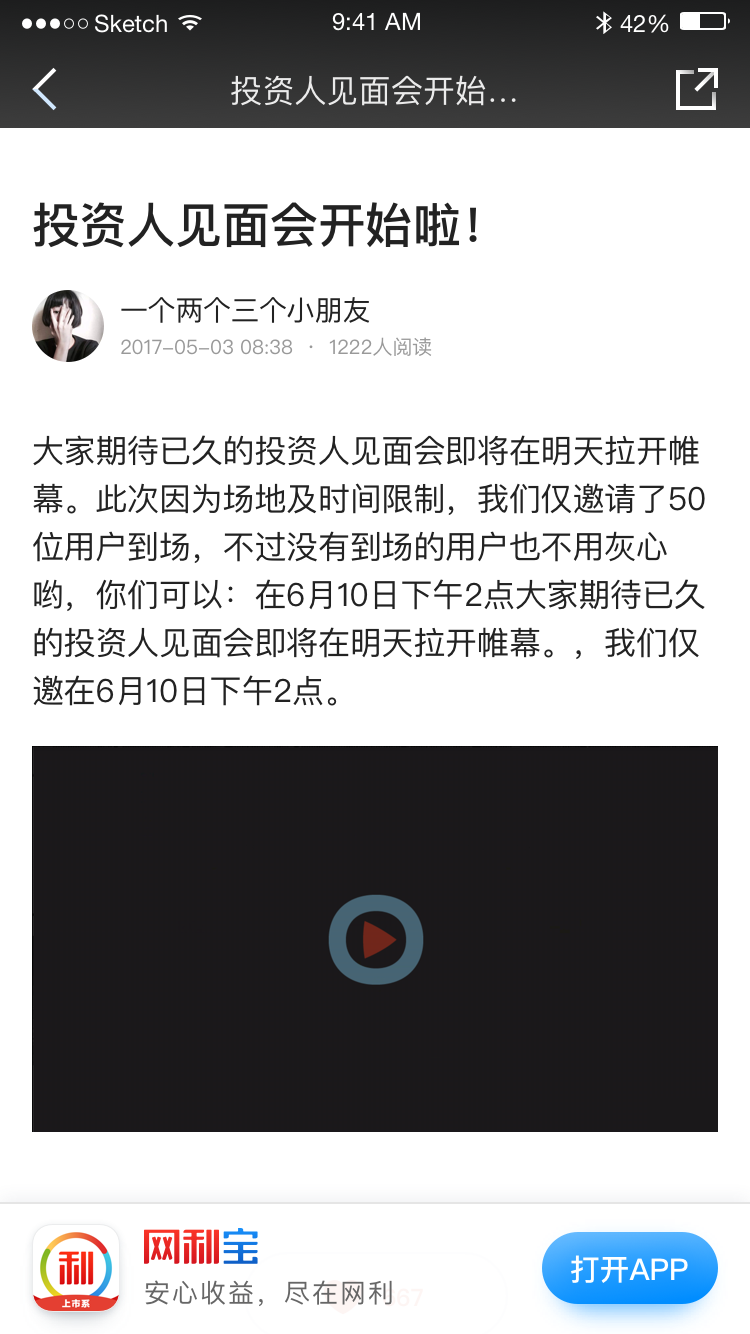 Sketch 9:41 AM 42%
投资人见面会开始...
投资人见面会开始啦！
一个两个三个小朋友
2017-05-03 08:38 · 1222人阅读
大家期待已久的投资人见面会即将在明天拉开帷
幕。此次因为场地及时间限制，我们仅邀请了50
位用户到场，不过没有到场的用户也不用灰心
哟，你们可以：在6月10日下午2点大家期待已久
的投资人见面会即将在明天拉开帷幕。，我们仅
邀在6月10日下午2点。
利
上市系
网利宝
安心收益，尽在网利
打开APP